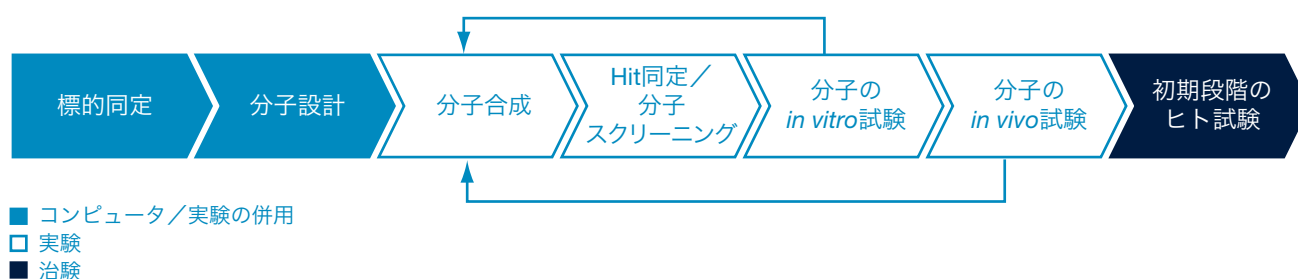 標的同定
分子設計
分子合成
Hit同定／
分子
スクリーニング
分子の
in vitro試験
分子の
in vivo試験
初期段階の
ヒト試験
コンピュータ／実験の併用
実験
治験